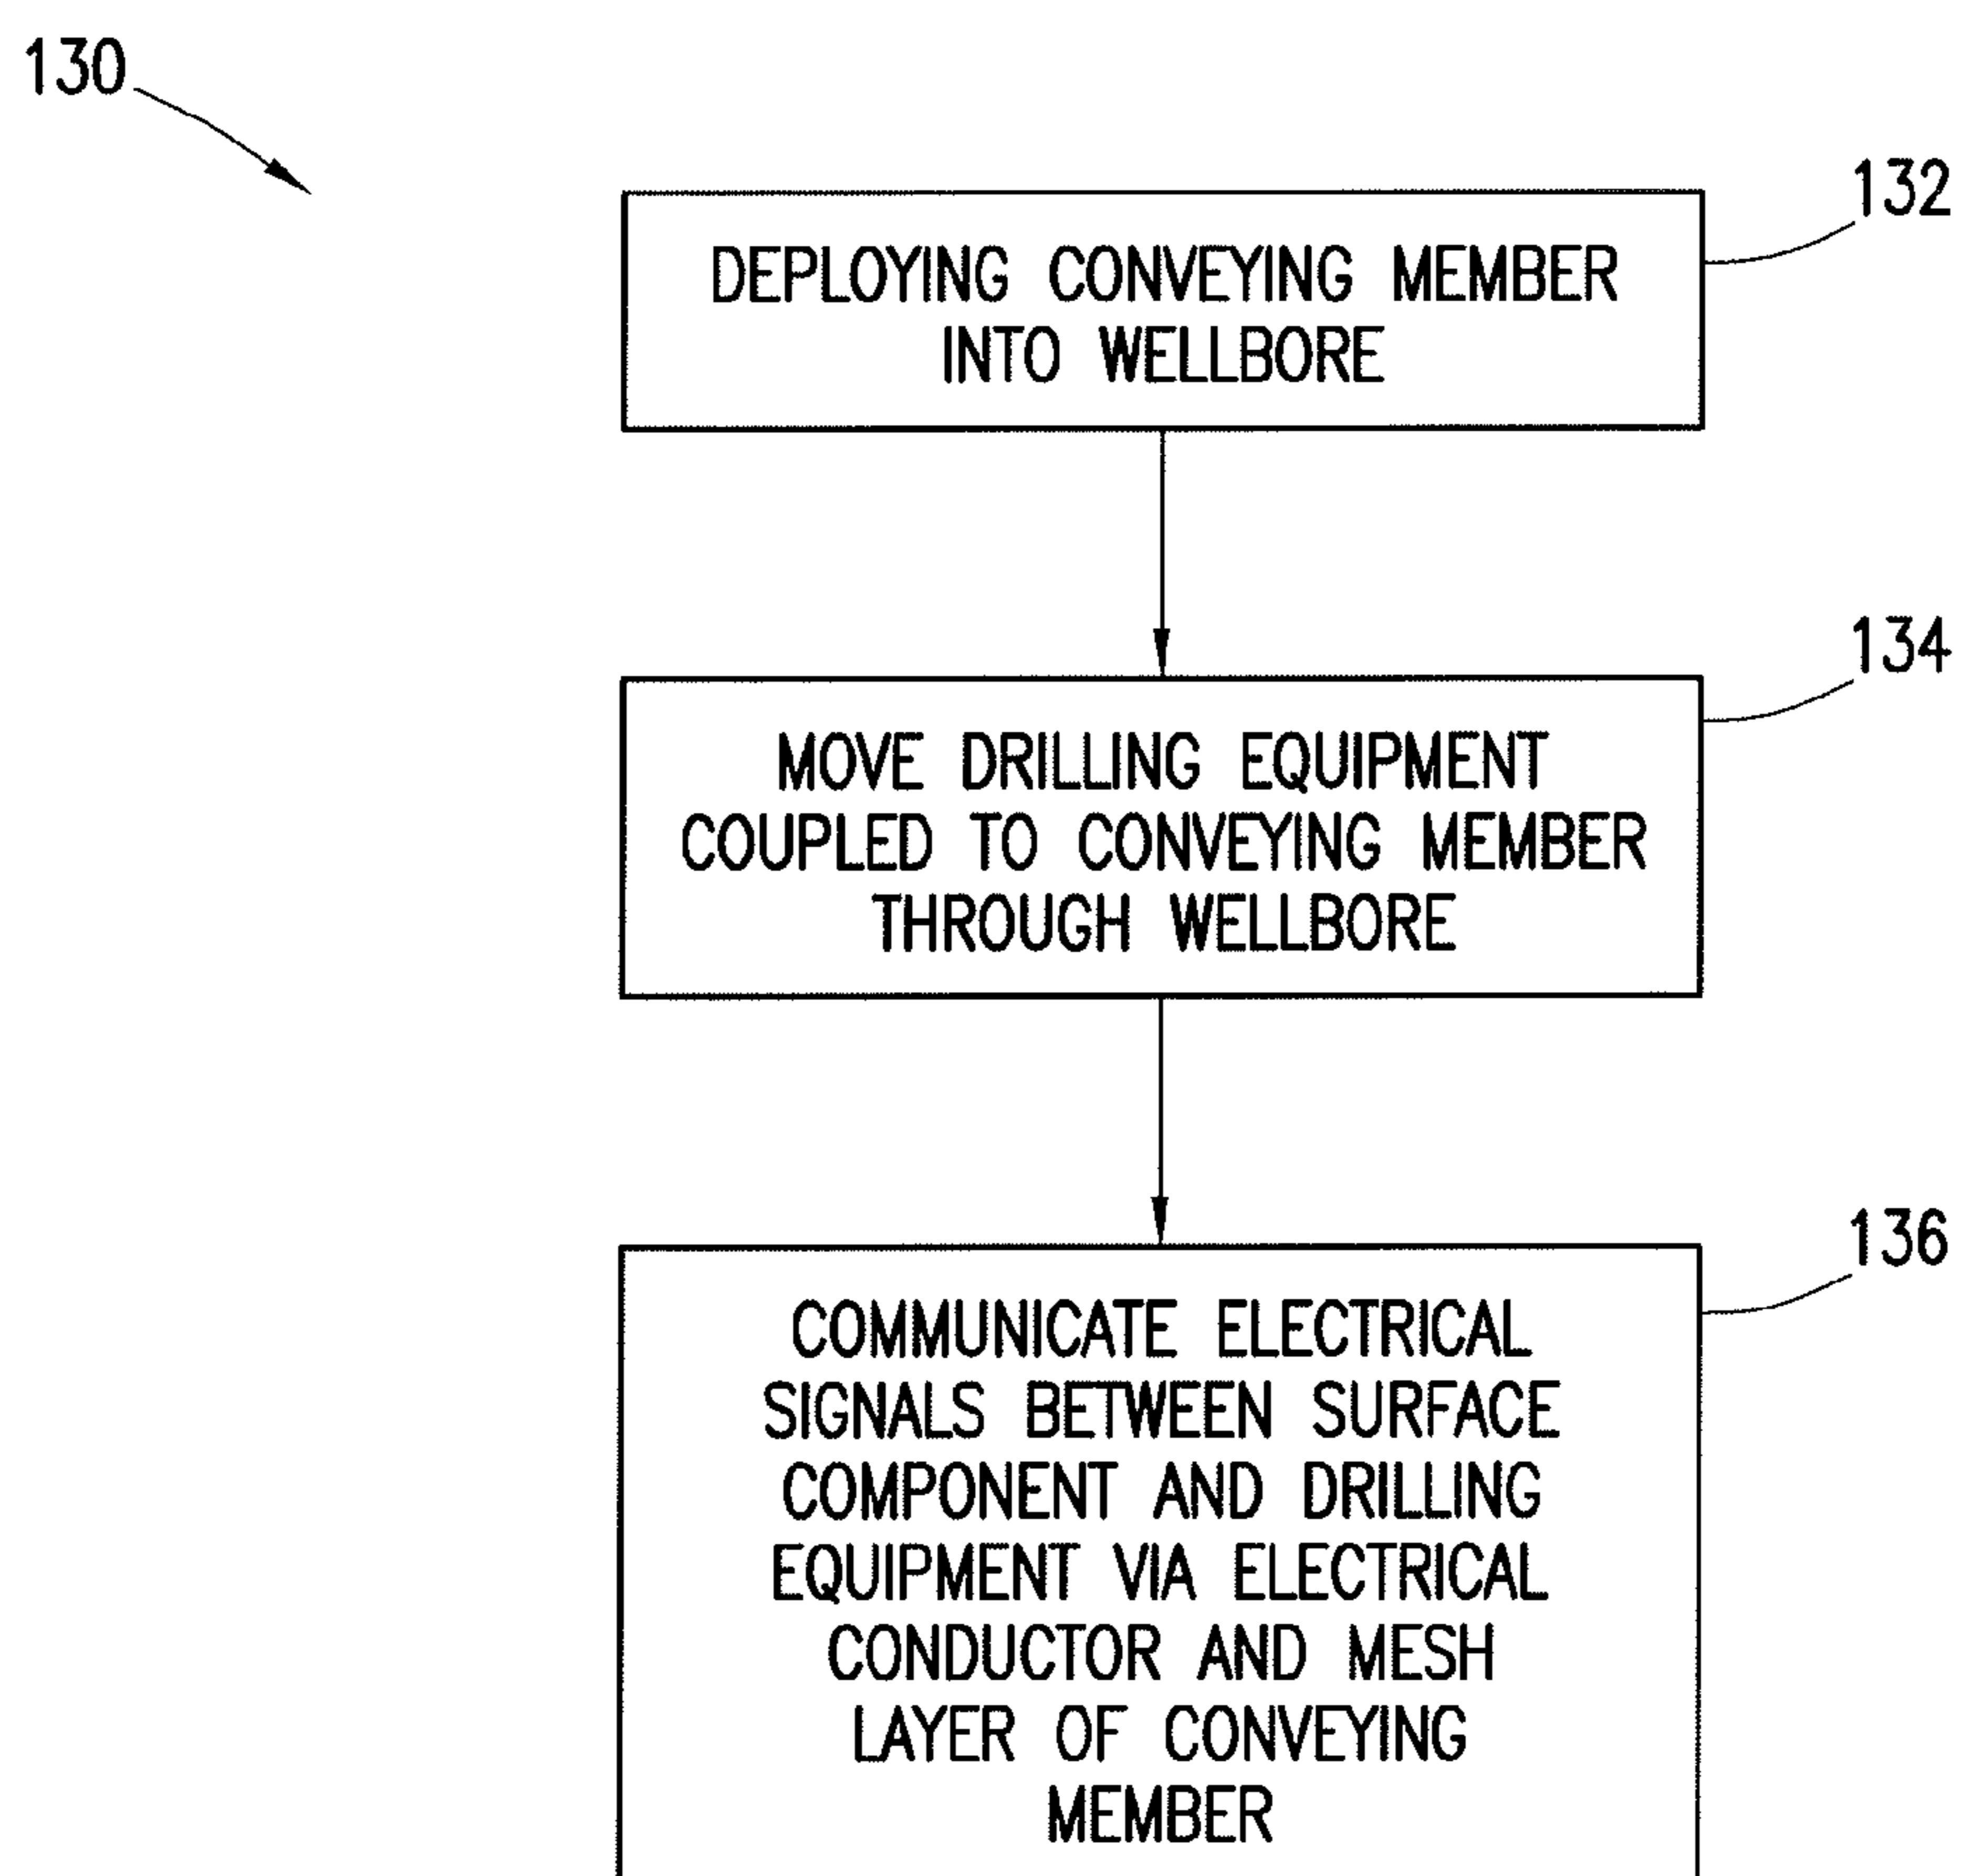 130
132
DEPLOYING CONVEYING MEMBER
INTO WELLBORE
134
MOVE DRILLING EQUIPMENT
COUPLED TO CONVEYING MEMBER
THROUGH WELLBORE
136
COMMUNICATE ELECTRICAL
SIGNALS BETWEEN SURFACE
COMPONENT AND DRILLING
EQUIPMENT VIA ELECTRICAL
CONDUCTOR AND MESH
LAYER OF CONVEYING
MEMBER